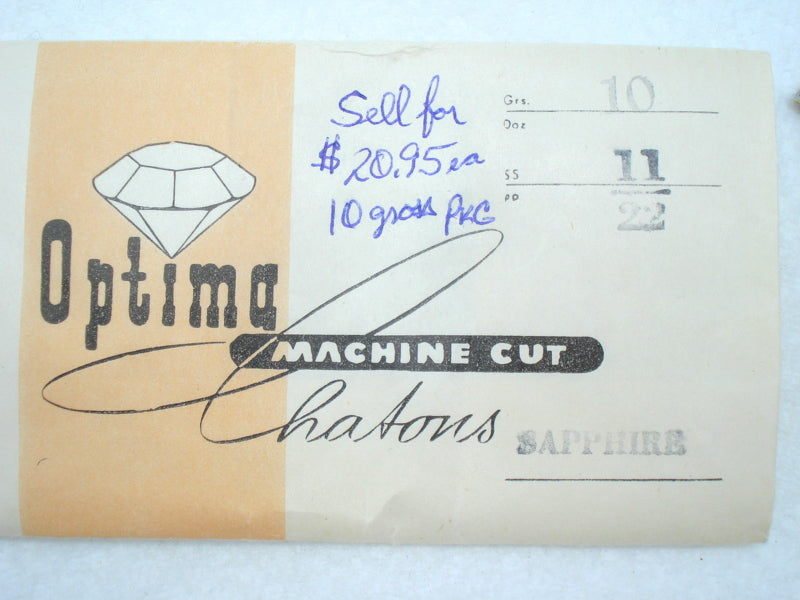 Sell for
$20.95 ea
10 gross PKG
Grs. 10
Doz
SS 11
PP 22
Optima
MACHINE CUT
Chatons
SAPPHIRE